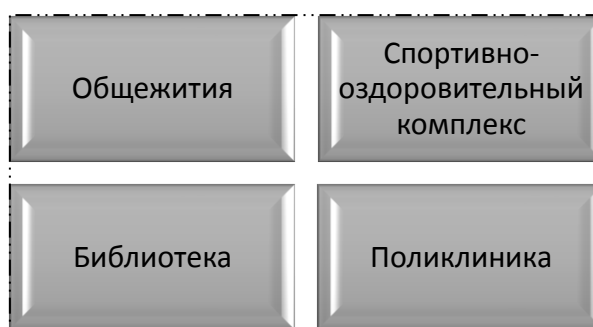 Общежития
Спортивно-
оздоровительный
комплекс
Библиотека
Поликлиника